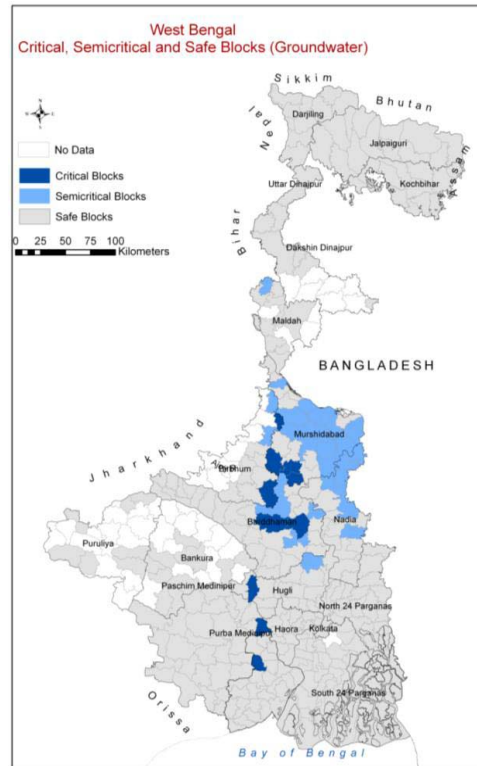 West Bengal
Critical, Semicritical and Safe Blocks (Groundwater)
Sikkim
Bhutan
Nepal
Darjiling
Jalpaiguri
Assam
Kochbihar
N
No Data
Critical Blocks
Semicritical Blocks
Safe Blocks
0 25 50 75 100
Kilometers
Uttar Dinajpur
Bihar
Dakshin Dinajpur
Maldah
BANGLADESH
Murshidabad
Jharkhand
Birbhum
Nadia
Barddhaman
Puruliya
Bankura
Paschim Medinipur
Hugli
North 24 Parganas
Purba Medinipur
Haora
Kolkata
South 24 Parganas
Orissa
Bay of Bengal